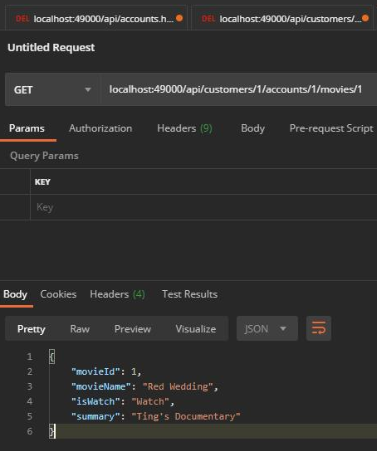 DEL localhost:49000/api/accounts.h... DEL localhost:49000/api/customers/...
Untitled Request
GET localhost:49000/api/customers/1/accounts/1/movies/1
Params Authorization Headers (9) Body Pre-request Script
Query Params
KEY
Key
Body Cookies Headers (4) Test Results
Pretty Raw Preview Visualize JSON
1 {
2 "movieId": 1,
3 "movieName": "Red Wedding",
4 "isWatch": "Watch",
5 "summary": "Ting's Documentary"
6 }